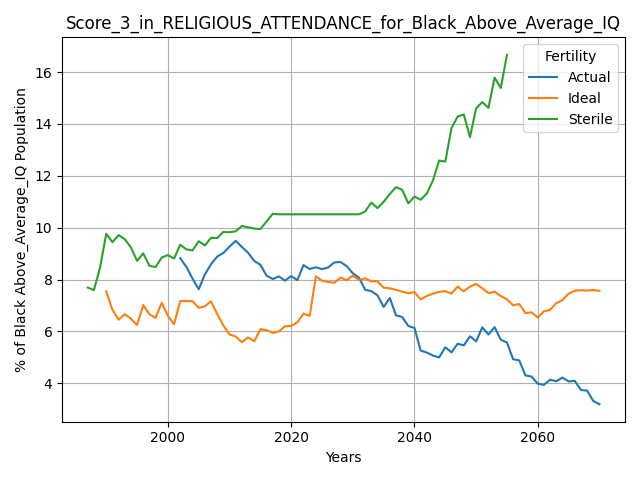 Score_3_in_RELIGIOUS_ATTENDANCE_for_Black_Above_Average_IQ
% of Black Above_Average_IQ Population
16
14
12
10
8
6
4
Fertility
Actual
Ideal
Sterile
2000
2020
2040
2060
Years